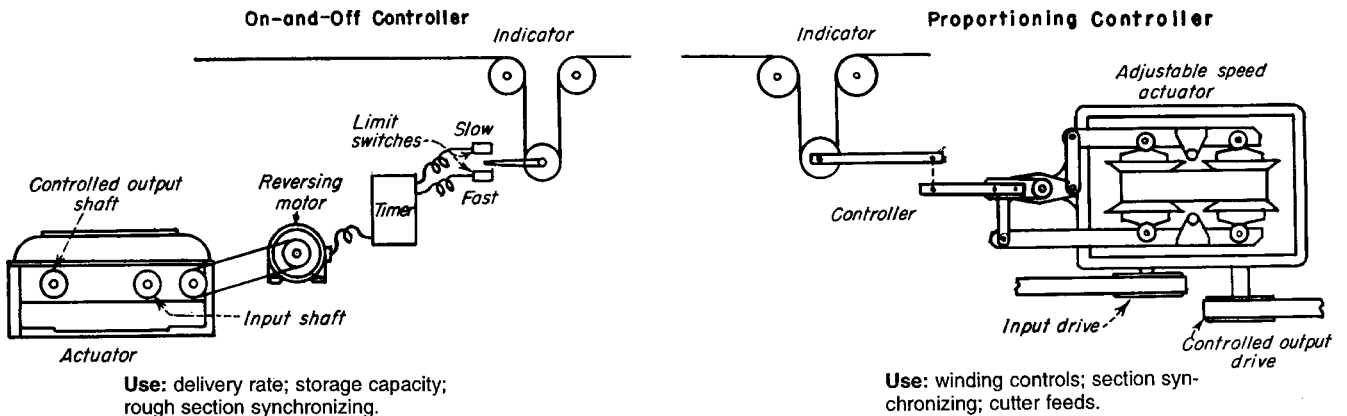 On-and-Off Controller
Indicator
Limit
switches
Slow
Fast
Controlled output
shaft
Reversing
motor
Timer
Input shaft
Actuator
Use: delivery rate; storage capacity;
rough section synchronizing.
Proportioning Controller
Indicator
Adjustable speed
actuator
Controller
Input drive
Controlled output
drive
Use: winding controls; section syn-
chronizing; cutter feeds.